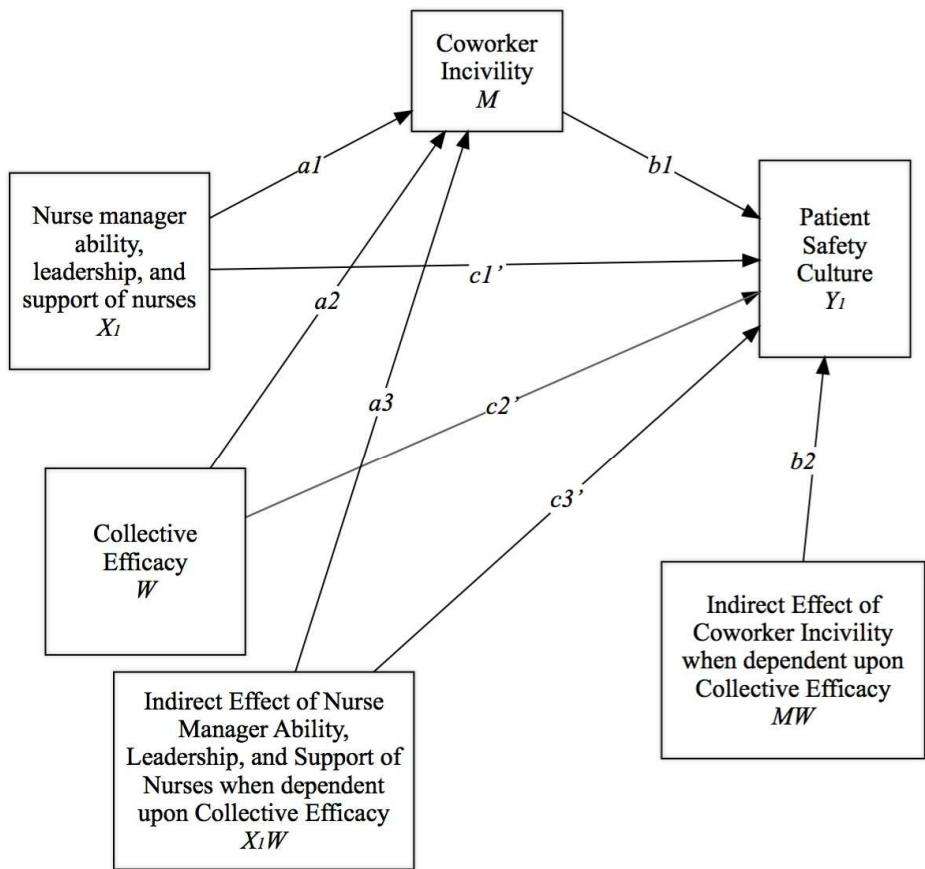 Coworker
Incivility
M
a1
b1
Nurse manager
ability,
leadership, and
support of nurses
X1
Patient
Safety
Culture
Y1
c1’
a2
a3
c2’
b2
c3’
Collective
Efficacy
W
Indirect Effect of
Coworker Incivility
when dependent upon
Collective Efficacy
MW
Indirect Effect of Nurse
Manager Ability,
Leadership, and Support of
Nurses when dependent
upon Collective Efficacy
X1W